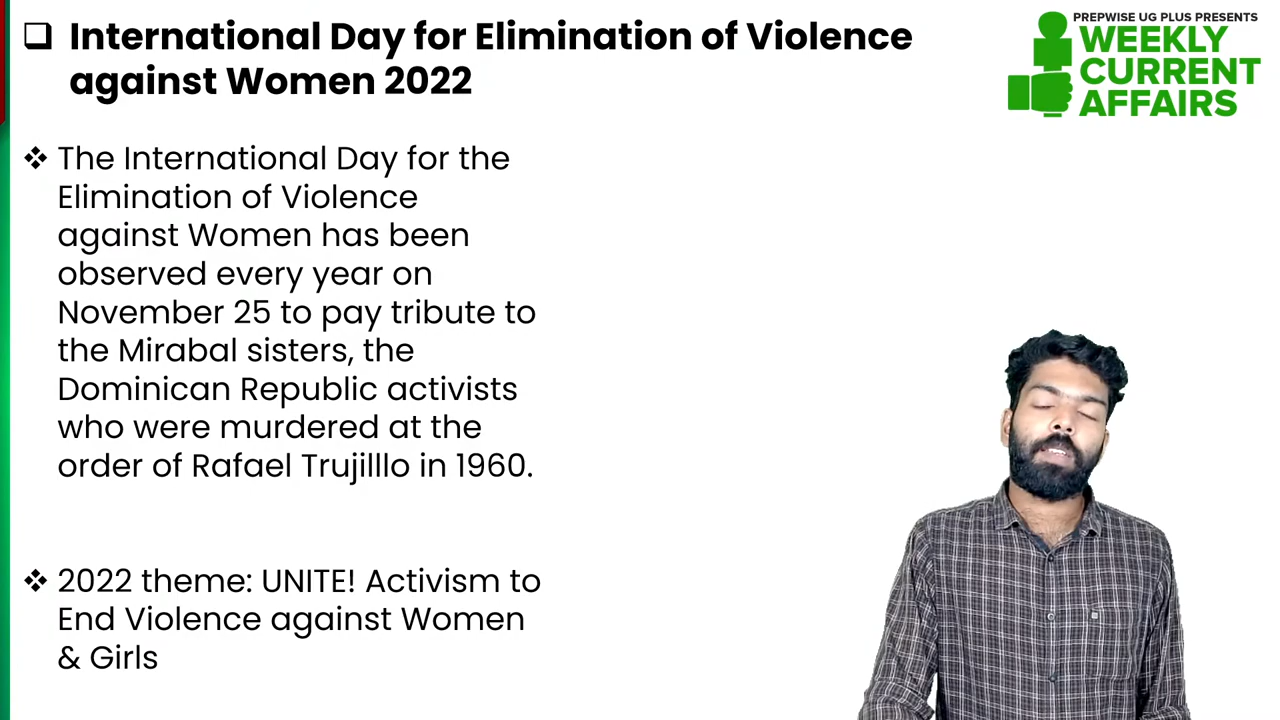 ❑ International Day for Elimination of Violence
against Women 2022
PREPWISE UG PLUS PRESENTS
WEEKLY
CURRENT
AFFAIRS
❖ The International Day for the
Elimination of Violence
against Women has been
observed every year on
November 25 to pay tribute to
the Mirabal sisters, the
Dominican Republic activists
who were murdered at the
order of Rafael Trujilllo in 1960.
❖ 2022 theme: UNITE! Activism to
End Violence against Women
& Girls